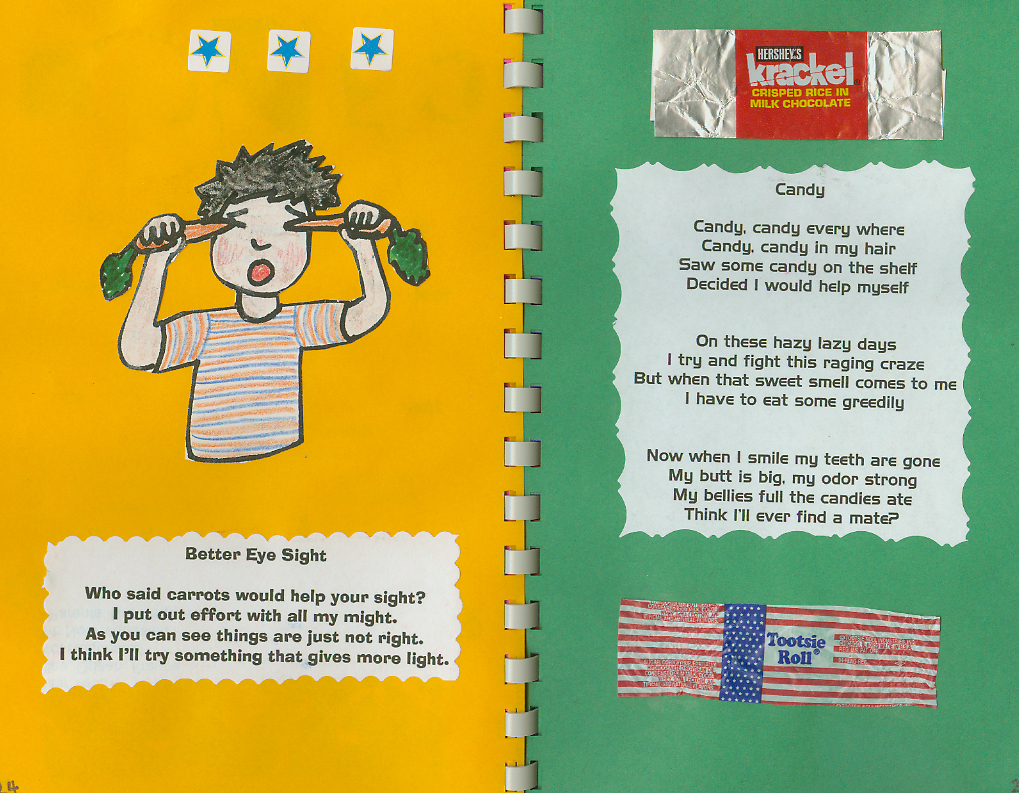 Better Eye Sight
Who said carrots would help your sight?
I put out effort with all my might.
As you can see things are just not right.
I think I'll try something that gives more light.
HERSHEY'S
krackel®
CRISPED RICE IN
MILK CHOCOLATE
Candy
Candy, candy every where
Candy, candy in my hair
Saw some candy on the shelf
Decided I would help myself
On these hazy lazy days
I try and fight this raging craze
But when that sweet smell comes to me
I have to eat some greedily
Now when I smile my teeth are gone
My butt is big, my odor strong
My bellies full the candies ate
Think I'll ever find a mate?
Tootsie
Roll®